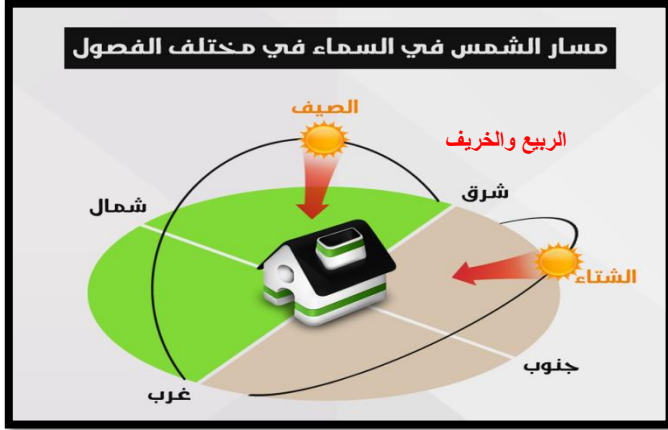 مسار الشمس في السماء في مختلف الفصول
الصيف
الربيع والخريف
شرق
شمال
الشتاء
جنوب
غرب